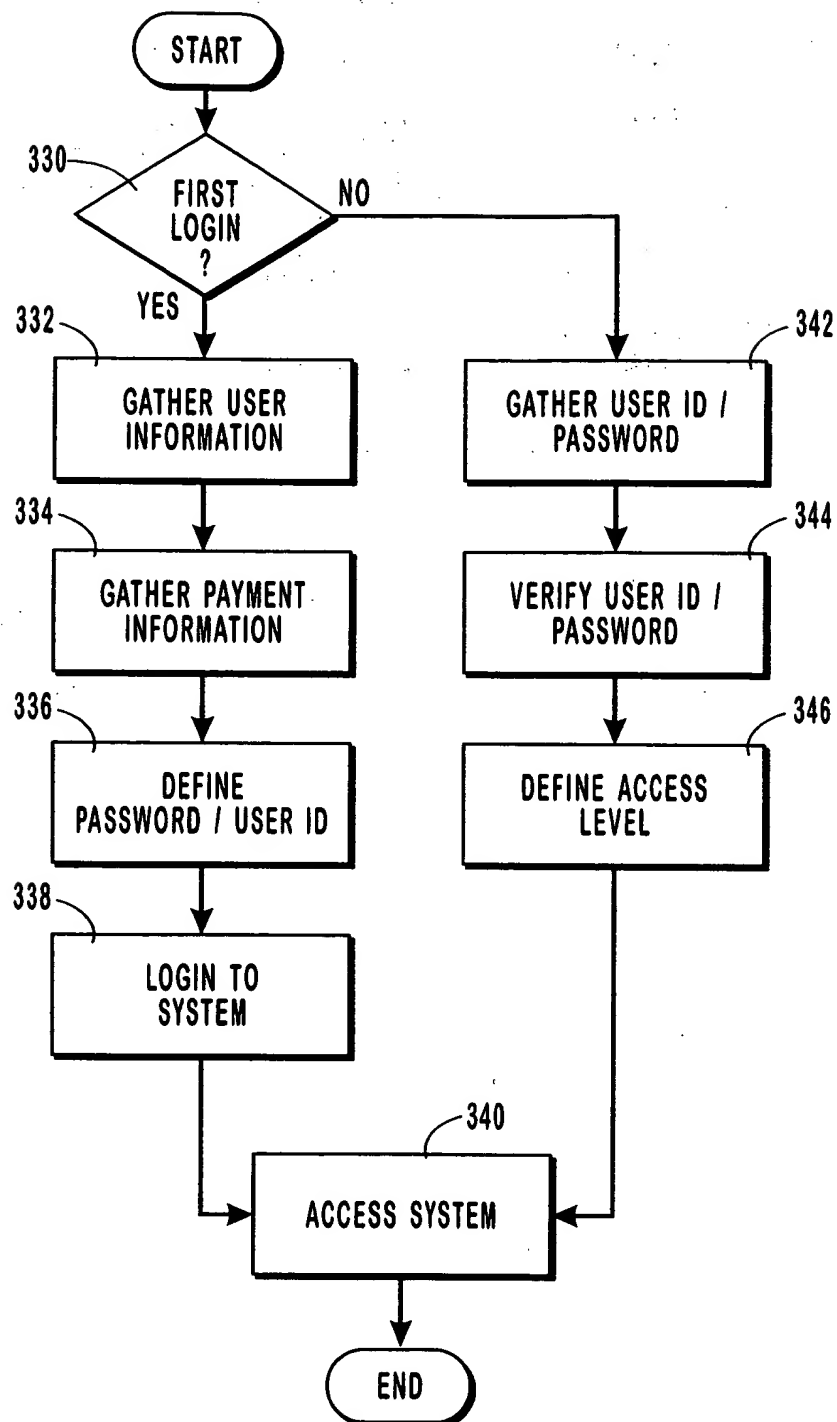 START
330
FIRST
LOGIN
?
NO
YES
332
GATHER USER
INFORMATION
342
GATHER USER ID /
PASSWORD
334
GATHER PAYMENT
INFORMATION
344
VERIFY USER ID /
PASSWORD
336
DEFINE
PASSWORD / USER ID
346
DEFINE ACCESS
LEVEL
338
LOGIN TO
SYSTEM
340
ACCESS SYSTEM
END